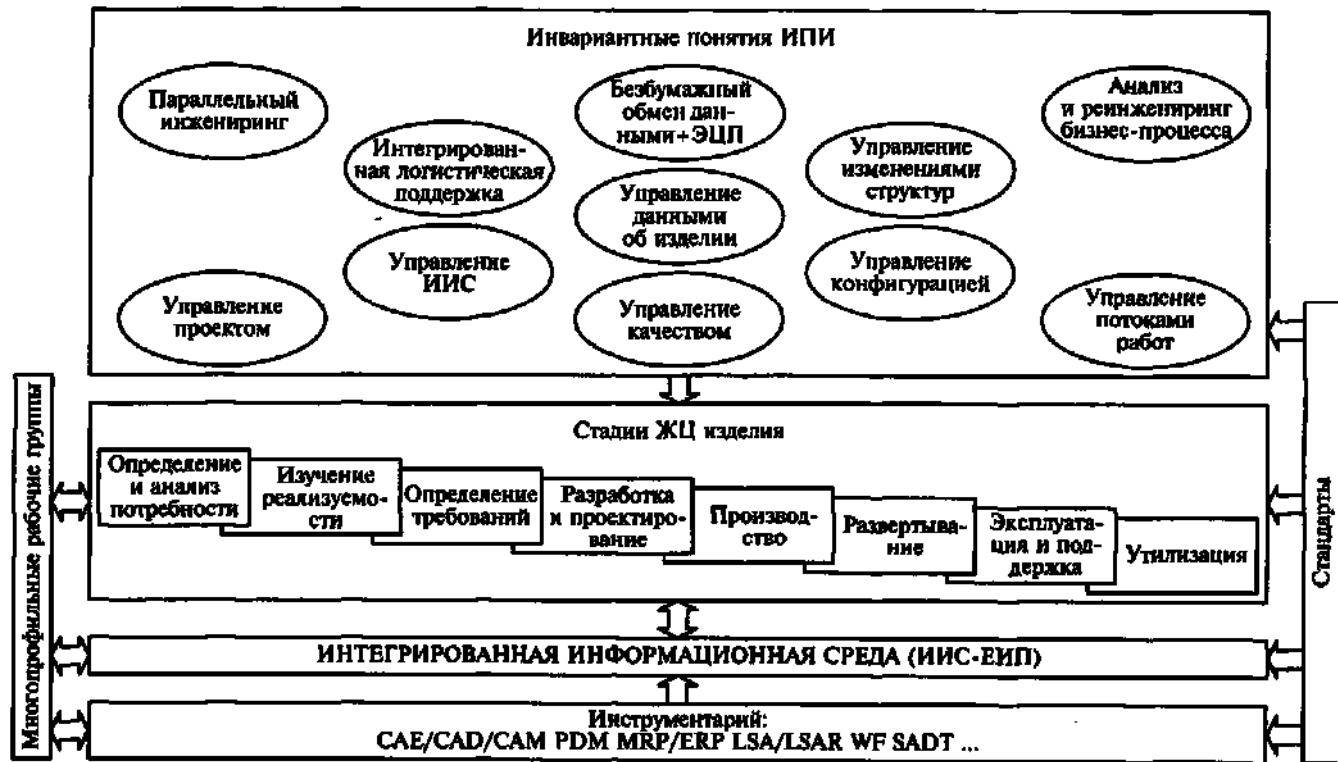 Инвариантные понятия ИПИ
Параллельный
инжениринг
Интегрирован-
ная логистическая
поддержка
Безбумажный
обмен дан-
ными+ЭЦП
Управление
изменениями
структур
Анализ
и реинжениринг
бизнес-процесса
Управление
данными
об изделии
Управление
ИИС
Управление
конфигурацией
Управление
проектом
Управление
качеством
Управление
потоками
работ
Многопрофильные рабочие группы
Стадии ЖЦ изделия
Определение
и анализ
потребности
Изучение
реализуемо-
сти
Определение
требований
Разработка
и проектиро-
вание
Производ-
ство
Развертыва-
ние
Эксплуата-
ция и под-
держка
Утилизация
Стандарты
ИНТЕГРИРОВАННАЯ ИНФОРМАЦИОННАЯ СРЕДА (ИИС-ЕИП)
Инструментарий:
CAE/CAD/CAM PDM MRP/ERP LSA/LSAR WF SADT ...